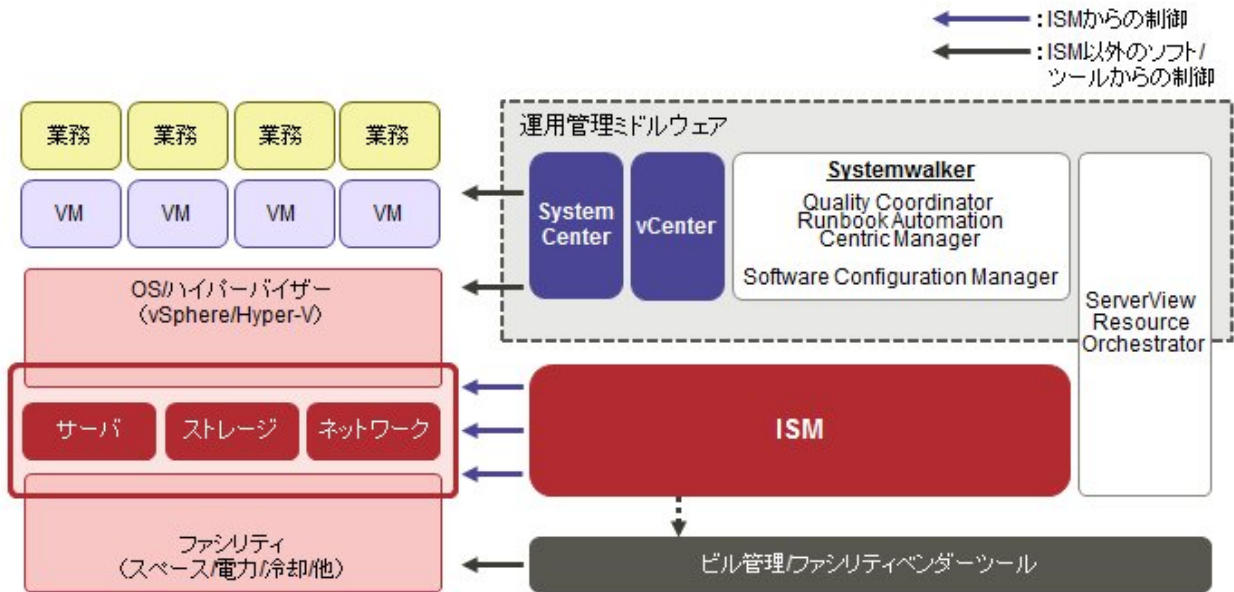 ：ISMからの制御
：ISM以外のソフト/
ツールからの制御
運用管理ミドルウェア
業務
業務
業務
業務
VM
VM
VM
VM
System
Center
vCenter
Systemwalker
Quality Coordinator
Runbook Automation
Centric Manager
Software Configuration Manager
ServerView
Resource
Orchestrator
OS/ハイパーバイザー
（vSphere/Hyper-V）
サーバ
ストレージ
ネットワーク
ISM
ファシリティ
（スペース/電力/冷却/他）
ビル管理/ファシリティベンダーツール